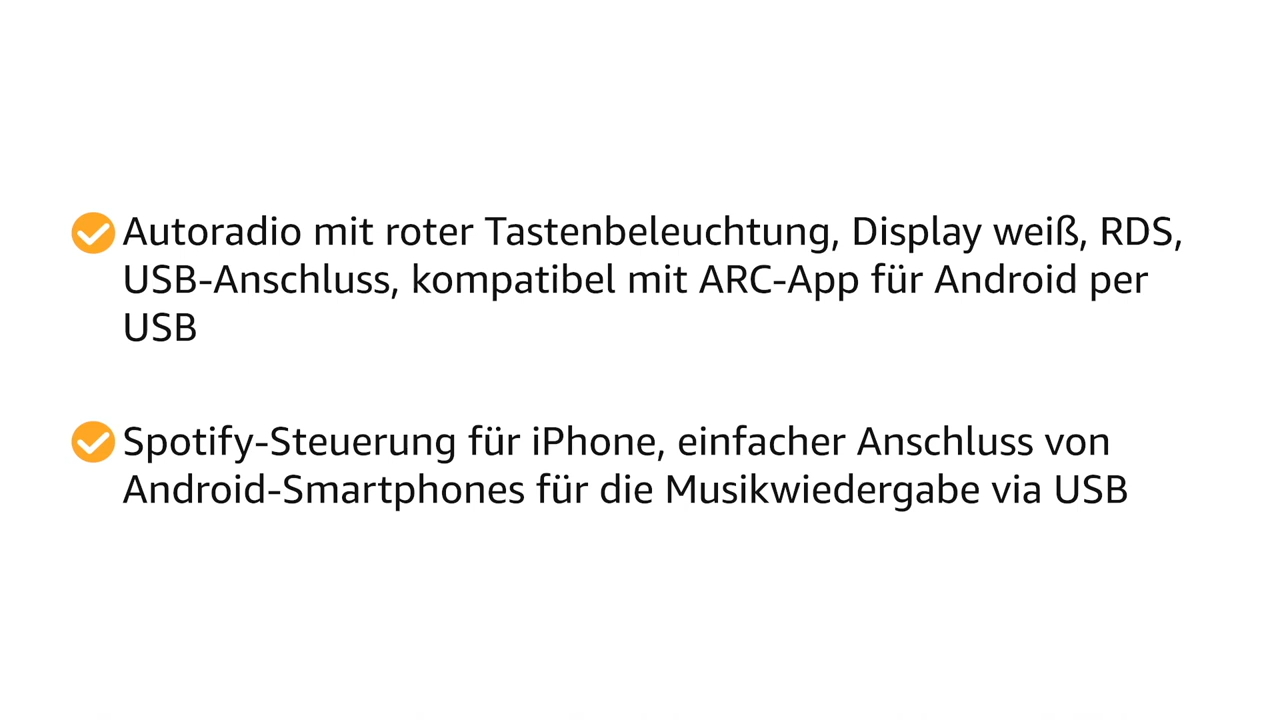 Autoradio mit roter Tastenbeleuchtung, Display weiß, RDS,
USB-Anschluss, kompatibel mit ARC-App für Android per
USB
Spotify-Steuerung für iPhone, einfacher Anschluss von
Android-Smartphones für die Musikwiedergabe via USB